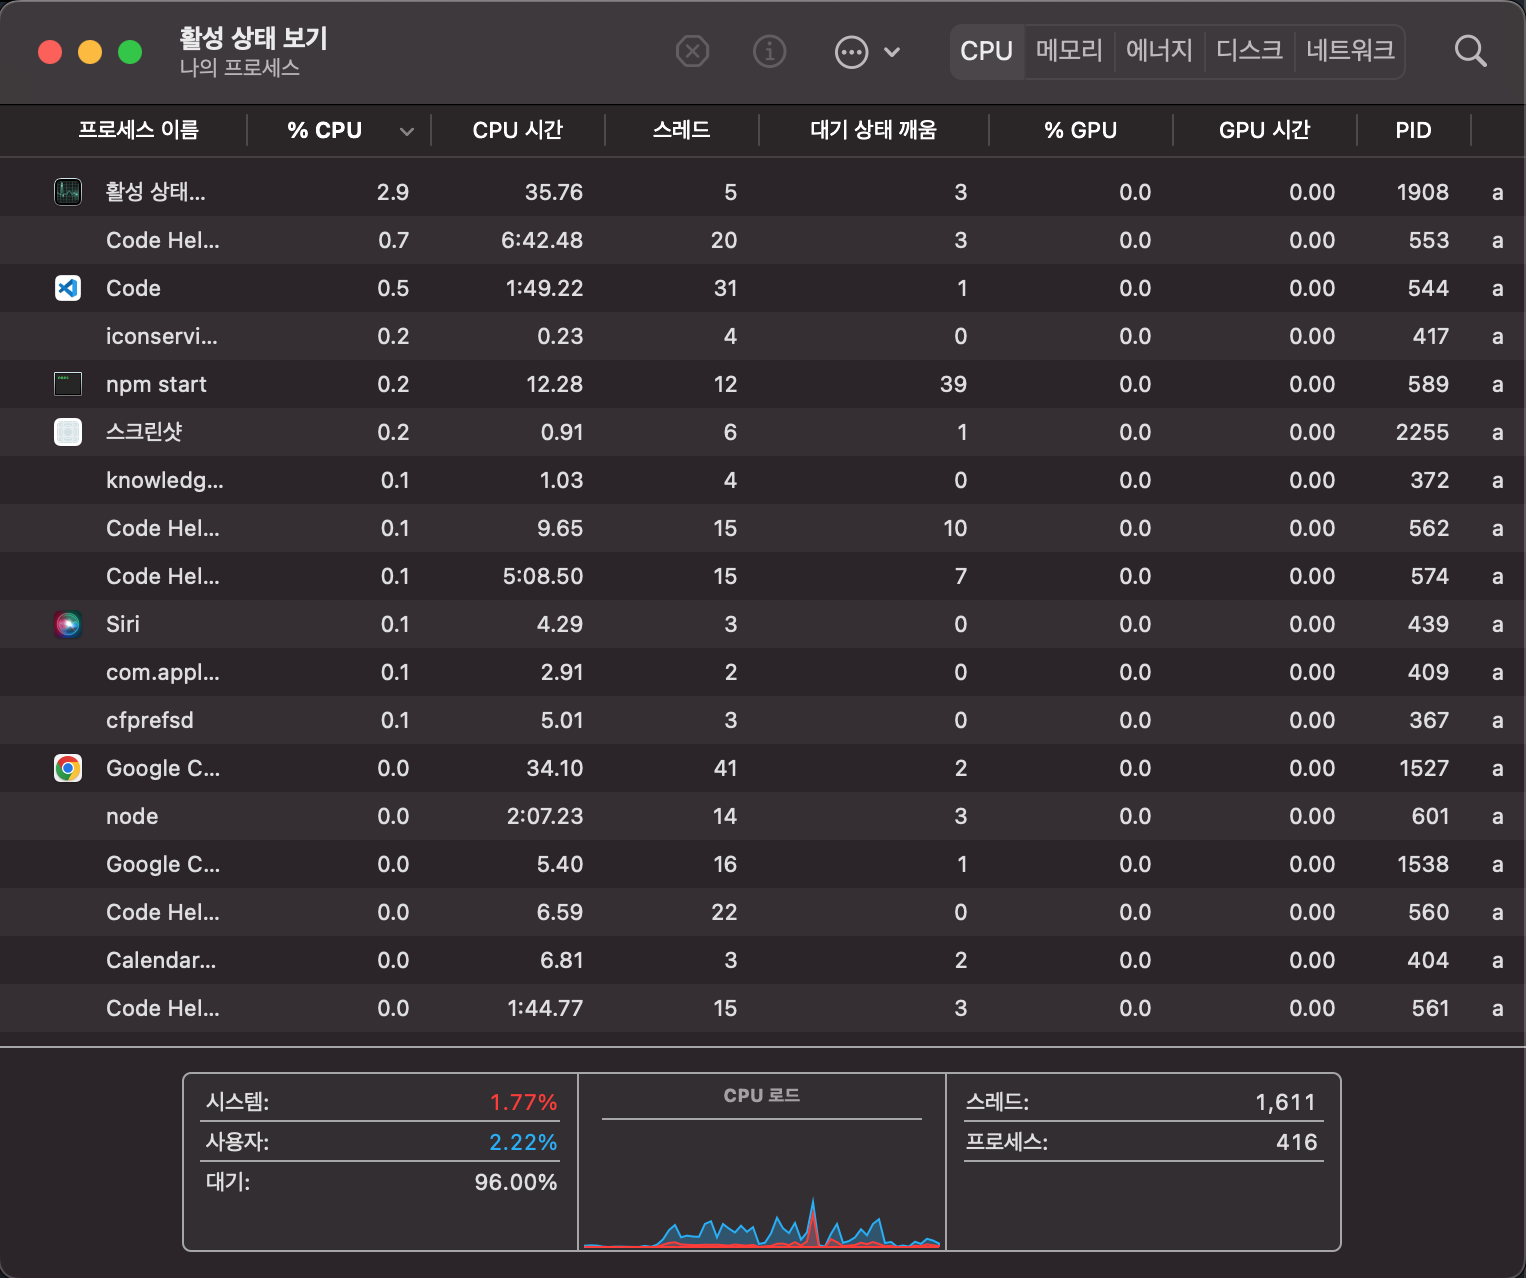 활성 상태 보기
나의 프로세스
CPU 메모리 에너지 디스크 네트워크
프로세스 이름 % CPU CPU 시간 스레드 대기 상태 깨움 % GPU GPU 시간 PID
활성 상태... 2.9 35.76 5 3 0.0 0.00 1908 a
Code Hel... 0.7 6:42.48 20 3 0.0 0.00 553 a
Code 0.5 1:49.22 31 1 0.0 0.00 544 a
iconservi... 0.2 0.23 4 0 0.0 0.00 417 a
npm start 0.2 12.28 12 39 0.0 0.00 589 a
스크린샷 0.2 0.91 6 1 0.0 0.00 2255 a
knowledg... 0.1 1.03 4 0 0.0 0.00 372 a
Code Hel... 0.1 9.65 15 10 0.0 0.00 562 a
Code Hel... 0.1 5:08.50 15 7 0.0 0.00 574 a
Siri 0.1 4.29 3 0 0.0 0.00 439 a
com.appl... 0.1 2.91 2 0 0.0 0.00 409 a
cfprefsd 0.1 5.01 3 0 0.0 0.00 367 a
Google C... 0.0 34.10 41 2 0.0 0.00 1527 a
node 0.0 2:07.23 14 3 0.0 0.00 601 a
Google C... 0.0 5.40 16 1 0.0 0.00 1538 a
Code Hel... 0.0 6.59 22 0 0.0 0.00 560 a
Calendar... 0.0 6.81 3 2 0.0 0.00 404 a
Code Hel... 0.0 1:44.77 15 3 0.0 0.00 561 a
시스템: 1.77%
사용자: 2.22%
대기: 96.00%
CPU 로드
스레드: 1,611
프로세스: 416